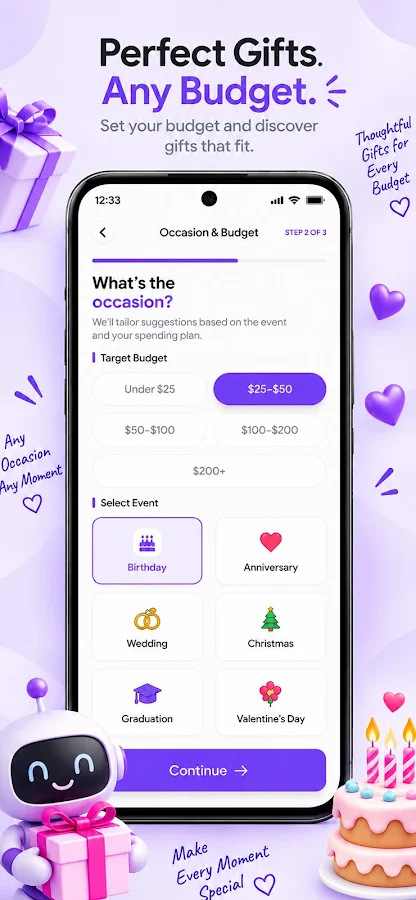 Perfect Gifts.
Any Budget.
Set your budget and discover
gifts that fit.
Thoughtful
Gifts for
Every
Budget
12:33
Occasion & Budget
STEP 2 OF 3
What's the
occasion?
We'll tailor suggestions based on the event
and your spending plan.
Target Budget
Under $25
$25–$50
$50–$100
$100–$200
$200+
Any
Occasion
Any Moment
Select Event
Birthday
Anniversary
Wedding
Christmas
Graduation
Valentine's Day
Continue →
Make
Every Moment
Special